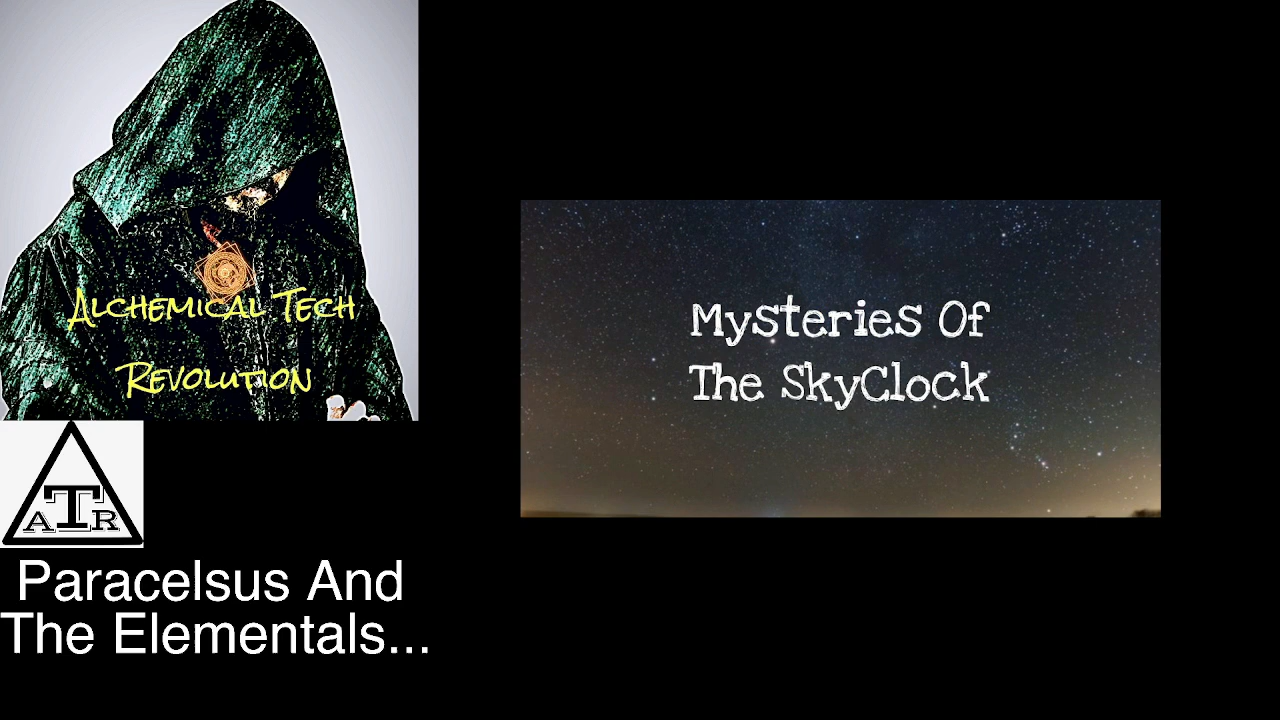 Alchemical Tech
Revolution
ATR
Paracelsus And
The Elementals...
Mysteries Of
The SkyClock